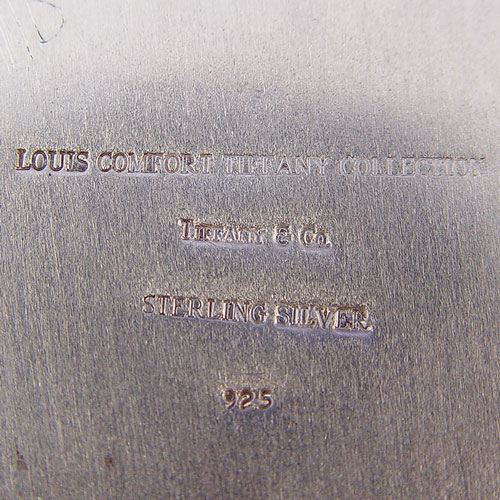 LOUIS COMFORT TIFFANY COLLECTION
TIFFANY & CO.
STERLING SILVER
925